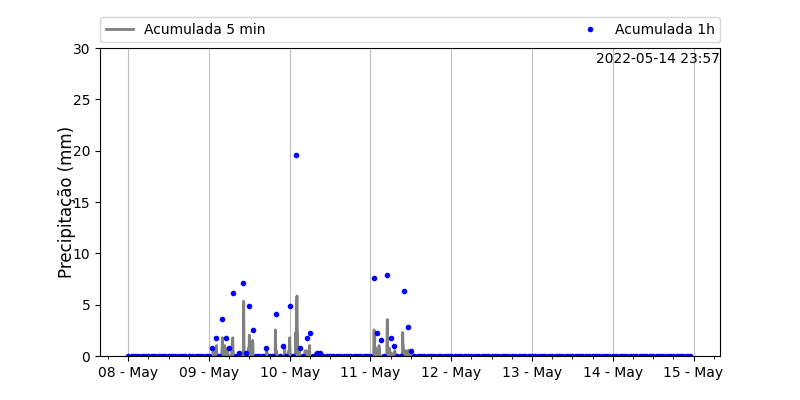 Acumulada 5 min
Acumulada 1h
2022-05-14 23:57
Precipitação (mm)
30
25
20
15
10
5
0
08 - May
09 - May
10 - May
11 - May
12 - May
13 - May
14 - May
15 - May